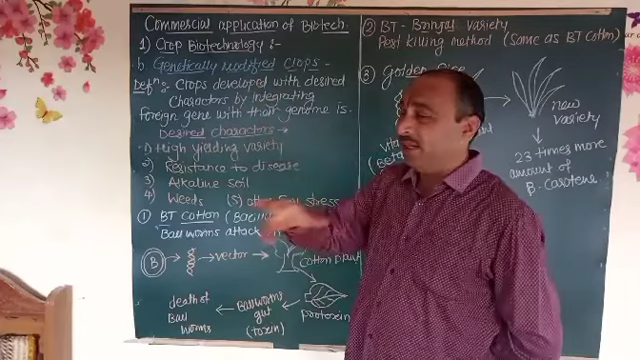 Commercial application of Biotech.
1) Crop Biotechnology :-
b. Genetically modified Crops -
Defn :- Crops developed with desired
Characters by integrating
foreign gene with their genome is.
Desired characters →
1) High yielding variety
2) Resistance to disease
3) Alkaline soil
4) Weeds (5) stress
① BT cotton
Ball worms attack
B → → vector → Cotton plant
protoxin
Ballworms gut (toxin)
death of Ball worms
② BT - Brinjal variety
Pest killing method (Same as BT Cotton)
③ Golden Rice
new variety
23 times more
amount of
B. Carotene